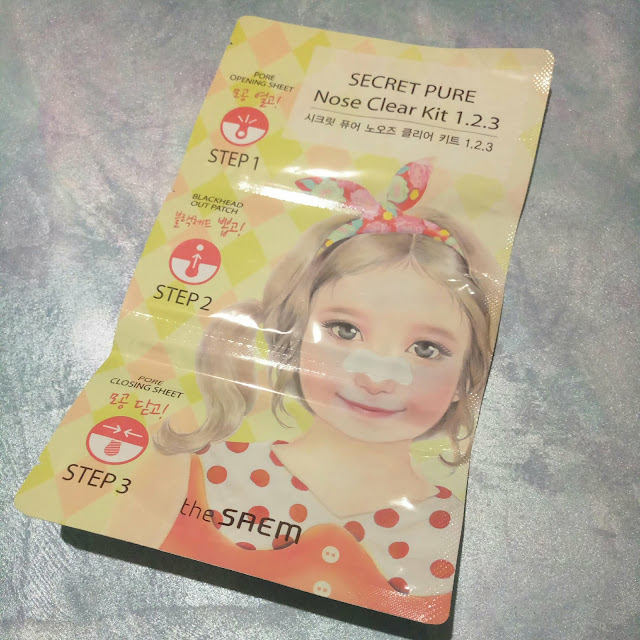 SECRET PURE
Nose Clear Kit 1.2.3
시크릿 퓨어 노오즈 클리어 키트 1.2.3
PORE
OPENING SHEET
모공 열고!
STEP 1
BLACKHEAD
OUT PATCH
블랙헤드 뽑고!
STEP 2
PORE
CLOSING SHEET
모공 닫고!
STEP 3
the SAEM